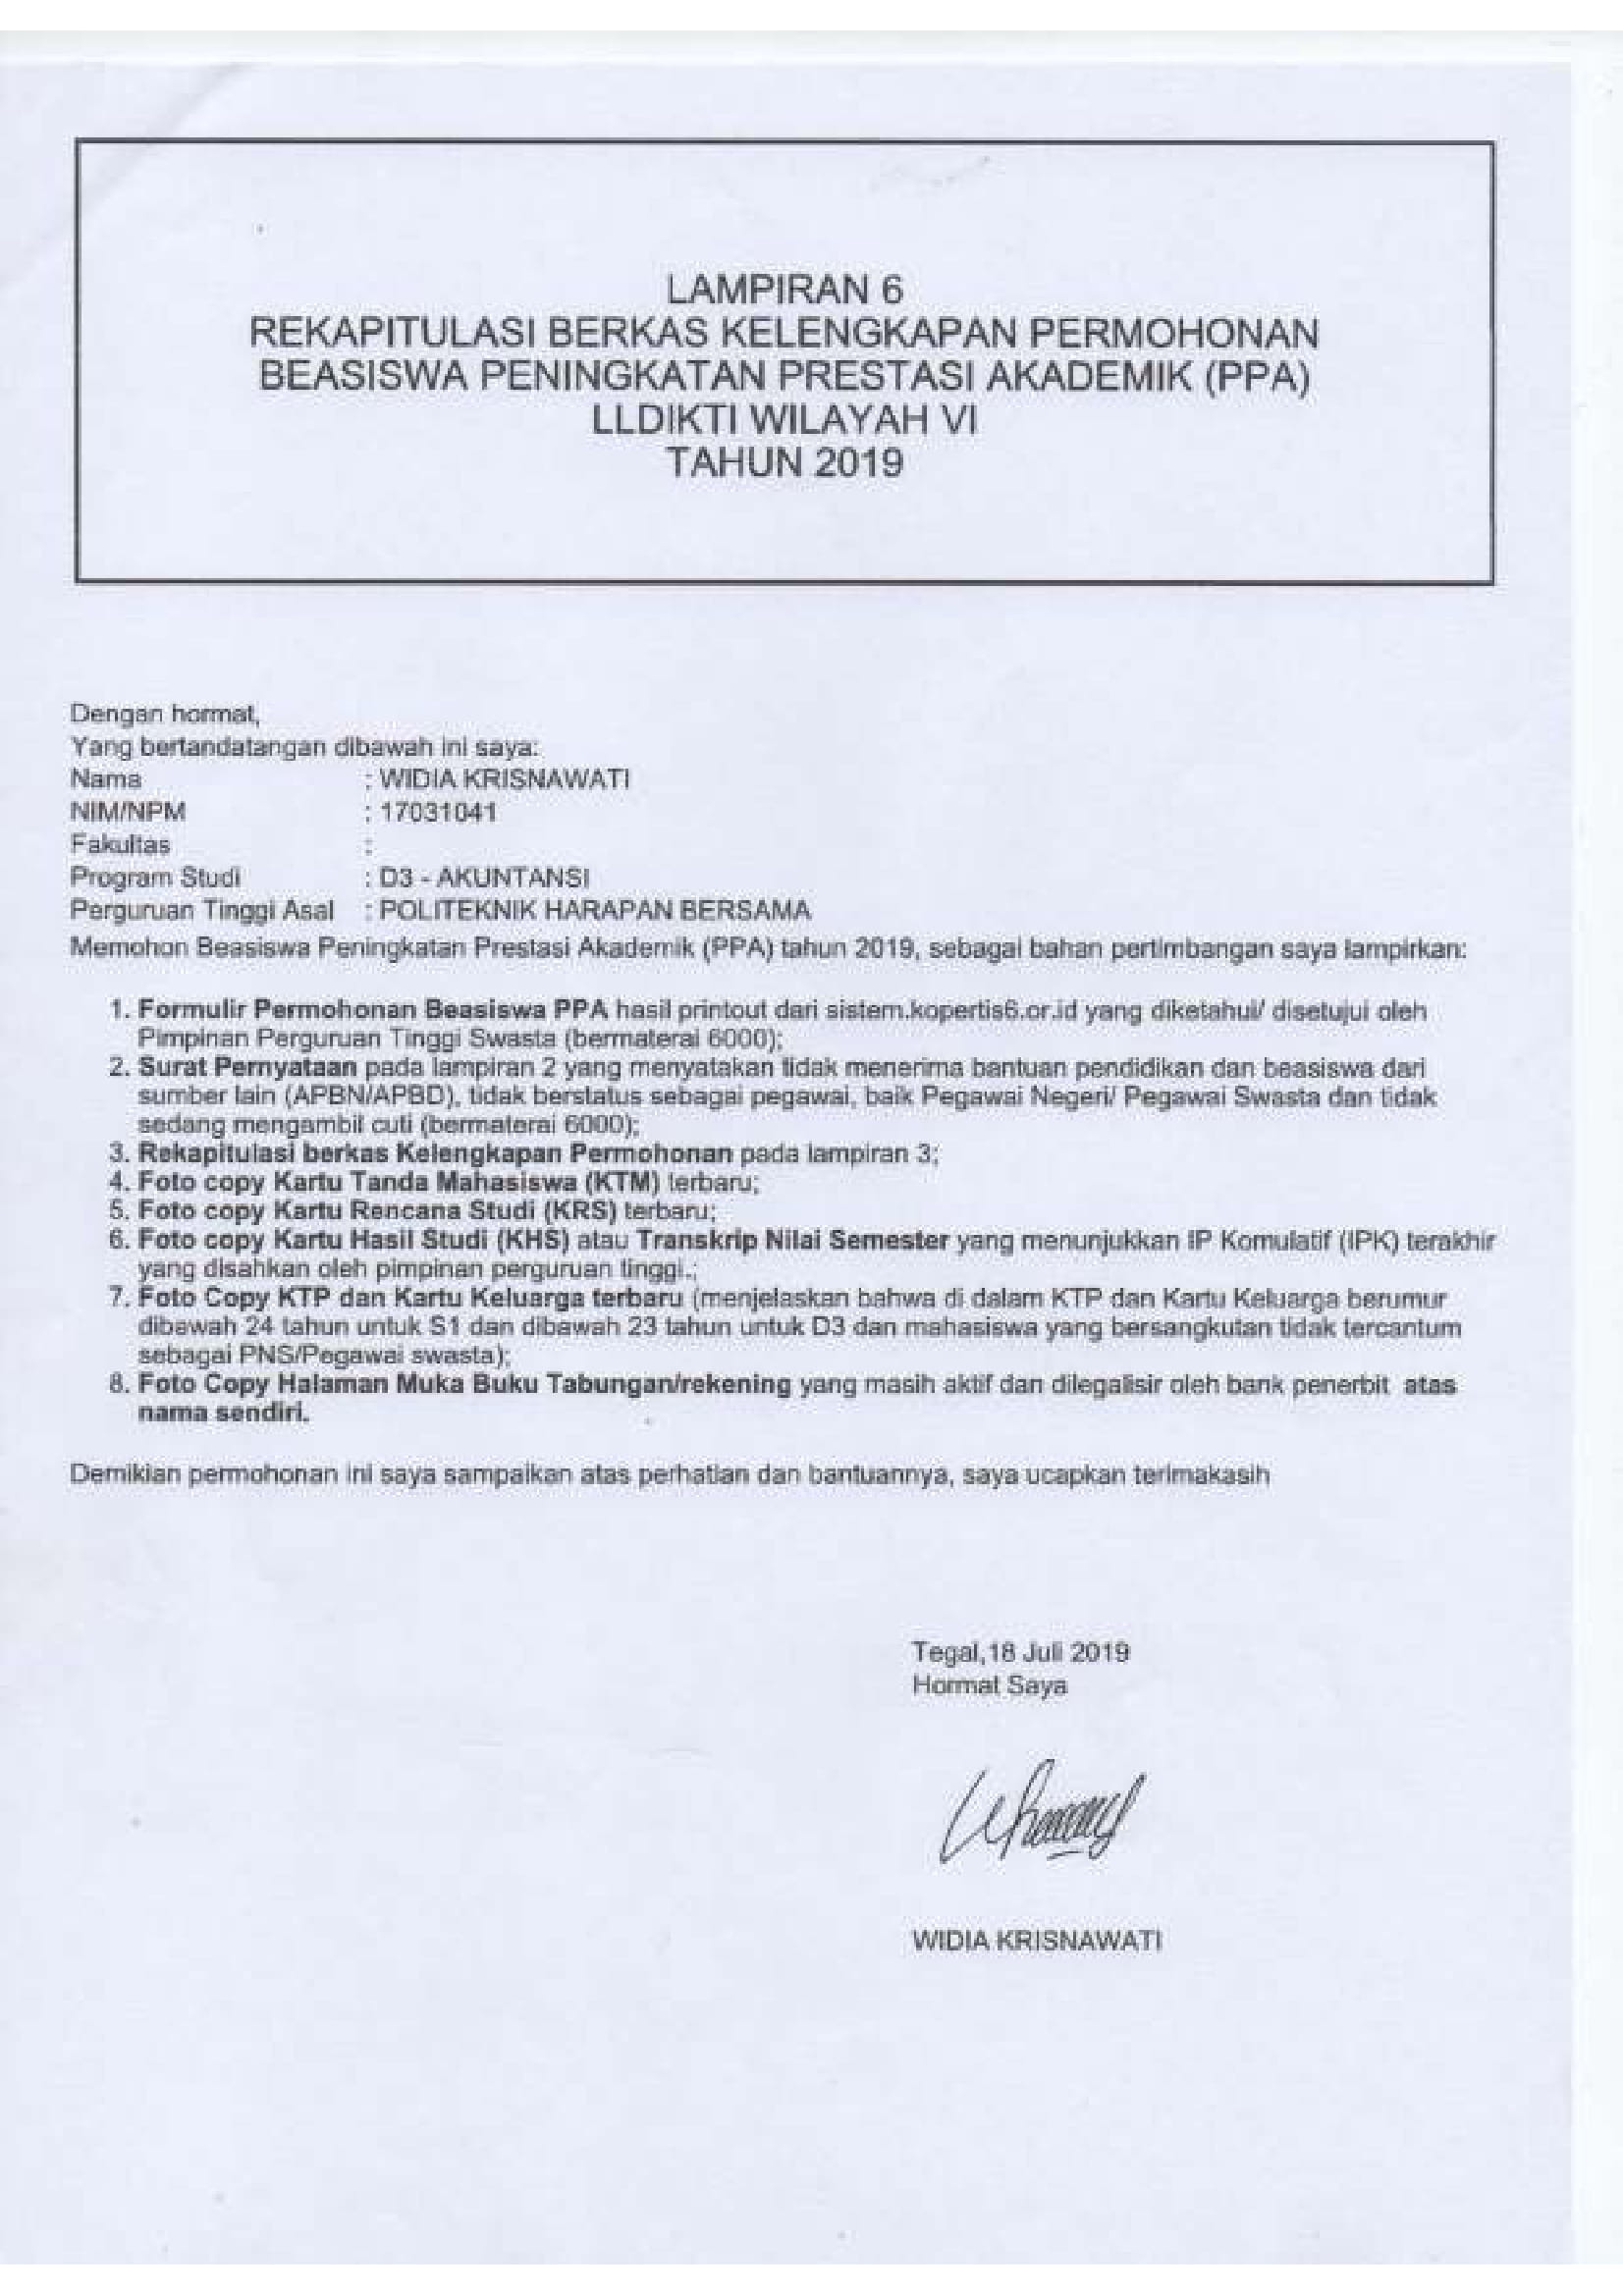 LAMPIRAN 6
REKAPITULASI BERKAS KELENGKAPAN PERMOHONAN
BEASISWA PENINGKATAN PRESTASI AKADEMIK (PPA)
LLDIKTI WILAYAH VI
TAHUN 2019
Dengan hormat,
Yang bertandatangan dibawah ini saya:
Nama : WIDIA KRISNAWATI
NIM/NPM : 17031041
Fakultas :
Program Studi : D3 - AKUNTANSI
Perguruan Tinggi Asal : POLITEKNIK HARAPAN BERSAMA
Memohon Beasiswa Peningkatan Prestasi Akademik (PPA) tahun 2019, sebagai bahan pertimbangan saya lampirkan:
1. Formulir Permohonan Beasiswa PPA hasil printout dari sistem.kopertis6.or.id yang diketahui/ disetujui oleh
Pimpinan Perguruan Tinggi Swasta (bermaterai 6000);
2. Surat Pernyataan pada lampiran 2 yang menyatakan tidak menerima bantuan pendidikan dan beasiswa dari
sumber lain (APBN/APBD), tidak berstatus sebagai pegawai, baik Pegawai Negeri/ Pegawai Swasta dan tidak
sedang mengambil cuti (bermaterai 6000);
3. Rekapitulasi berkas Kelengkapan Permohonan pada lampiran 3;
4. Foto copy Kartu Tanda Mahasiswa (KTM) terbaru;
5. Foto copy Kartu Rencana Studi (KRS) terbaru;
6. Foto copy Kartu Hasil Studi (KHS) atau Transkrip Nilai Semester yang menunjukkan IP Komulatif (IPK) terakhir
yang disahkan oleh pimpinan perguruan tinggi.;
7. Foto Copy KTP dan Kartu Keluarga terbaru (menjelaskan bahwa di dalam KTP dan Kartu Keluarga berumur
dibawah 24 tahun untuk S1 dan dibawah 23 tahun untuk D3 dan mahasiswa yang bersangkutan tidak tercantum
sebagai PNS/Pegawai swasta);
8. Foto Copy Halaman Muka Buku Tabungan/rekening yang masih aktif dan dilegalisir oleh bank penerbit atas
nama sendiri.
Demikian permohonan ini saya sampaikan atas perhatian dan bantuannya, saya ucapkan terimakasih
Tegal,18 Juli 2019
Hormat Saya
WIDIA KRISNAWATI